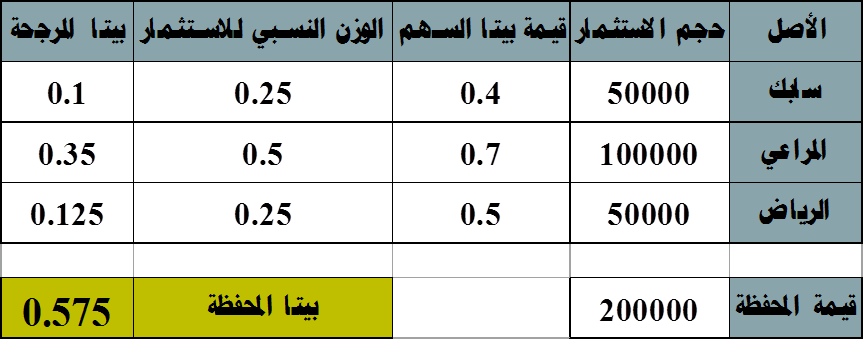 الأصل حجم الاستثمار قيمة بيتا السهم الوزن النسبي للاستثمار بيتا المرجحة
سابك 50000 0.4 0.25 0.1
المراعي 100000 0.7 0.5 0.35
الرياض 50000 0.5 0.25 0.125
قيمة المحفظة 200000 بيتا المحفظة 0.575